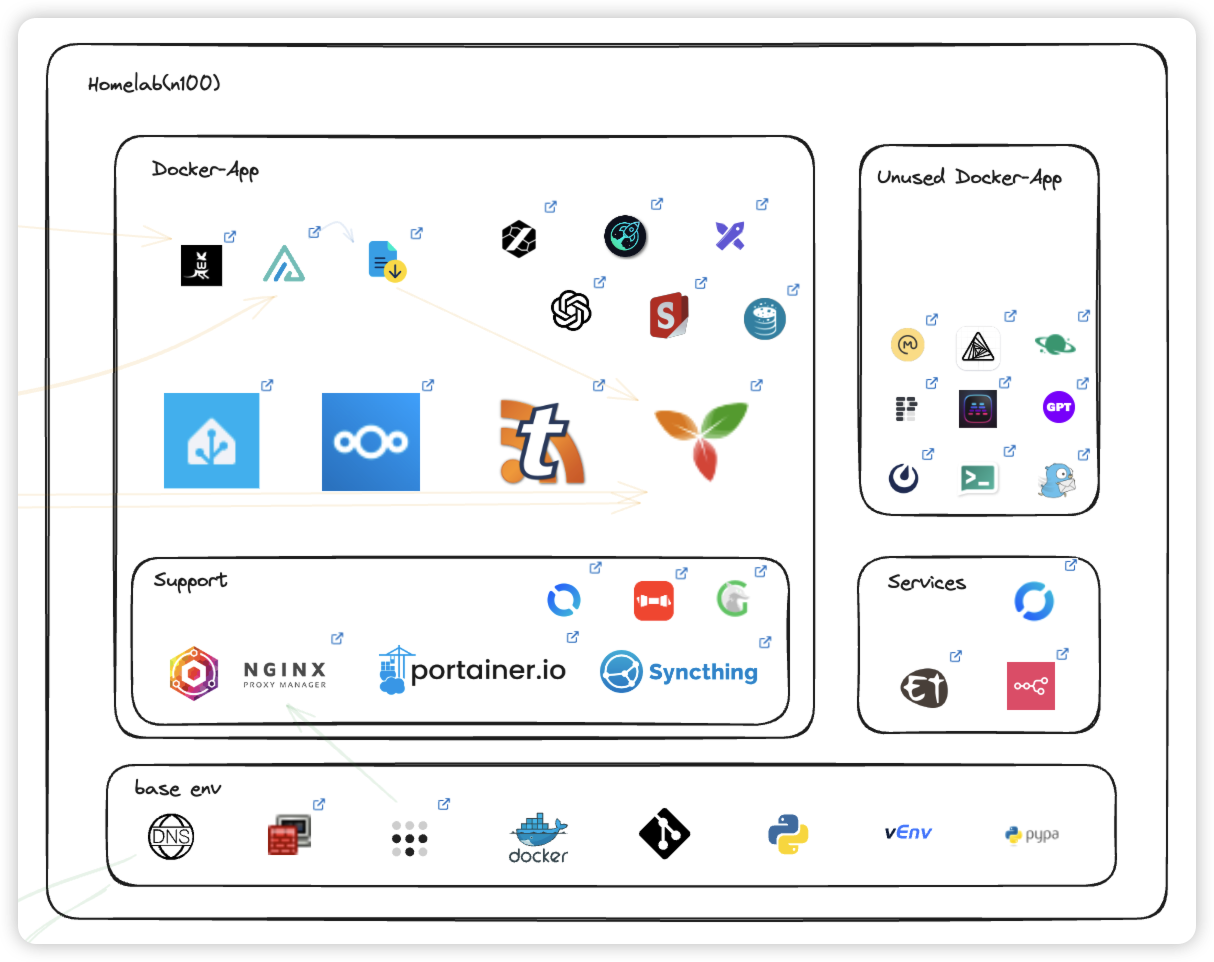 Homelab(n100)
Docker-App
Unused Docker-App
S
M
GPT
t
>_
Support
Services
NGINX
PROXY MANAGER
portainer.io
Syncthing
base env
DNS
docker
vEnv
pypa